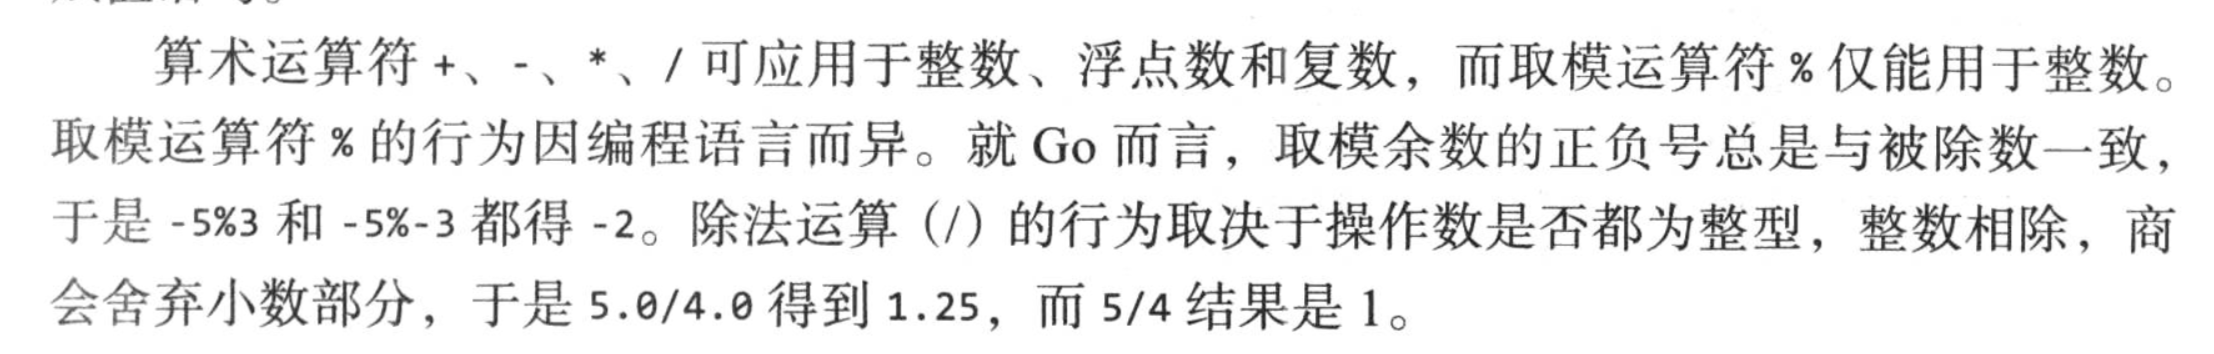 算术运算符 +、-、*、/ 可应用于整数、浮点数和复数，而取模运算符 % 仅能用于整数。
取模运算符 % 的行为因编程语言而异。就 Go 而言，取模余数的正负号总是与被除数一致，
于是 -5%3 和 -5%-3 都得 -2。除法运算（/）的行为取决于操作数是否都为整型，整数相除，商
会舍弃小数部分，于是 5.0/4.0 得到 1.25，而 5/4 结果是 1。